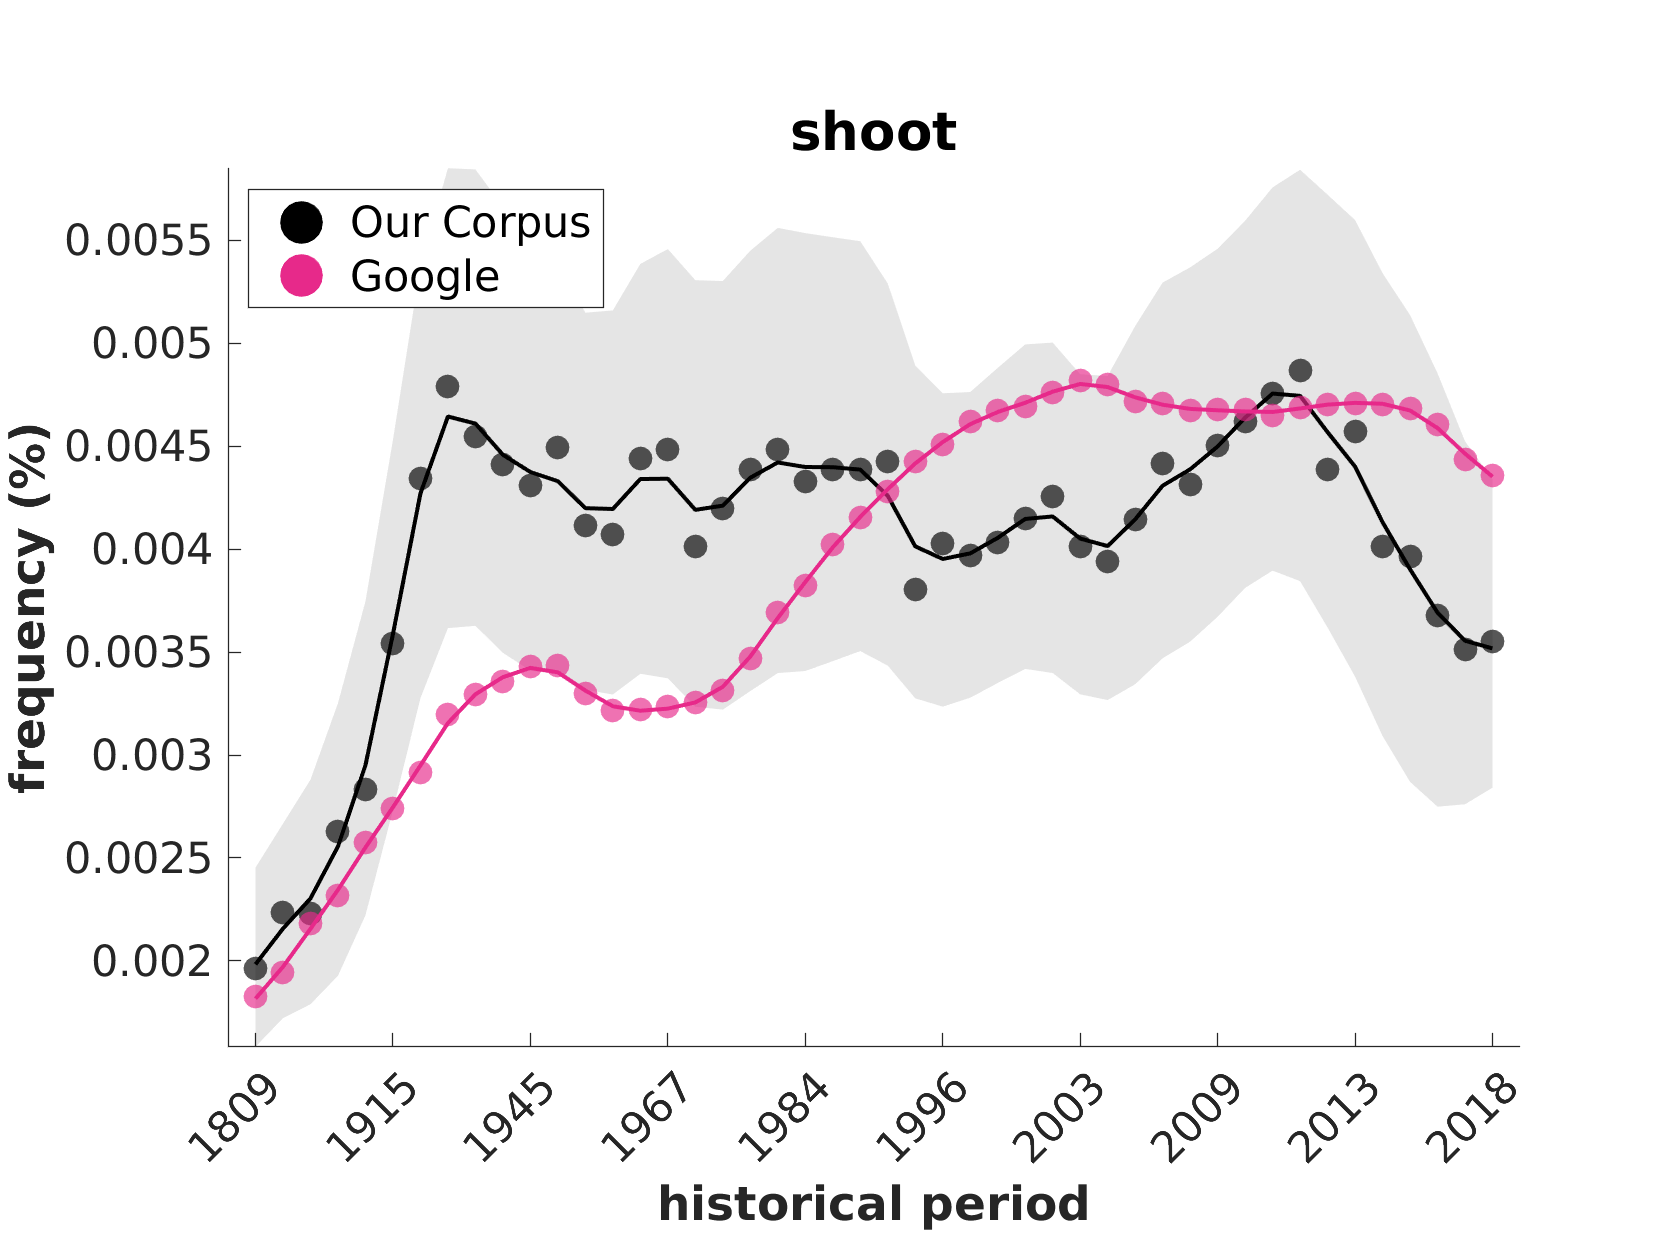 shoot
Our Corpus
Google
0.0055
0.005
0.0045
0.004
0.0035
0.003
0.0025
0.002
frequency (%)
1809 1915 1945 1967 1984 1996 2003 2009 2013 2018
historical period